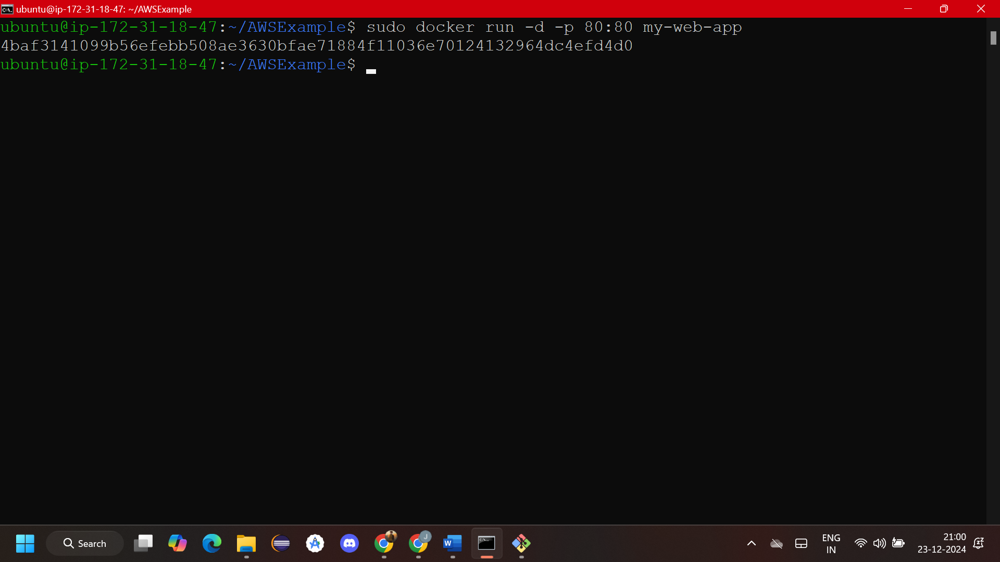 ubuntu@ip-172-31-18-47: ~/AWSExample
ubuntu@ip-172-31-18-47:~/AWSExample$ sudo docker run -d -p 80:80 my-web-app
4baf3141099b56efebb508ae3630bfae71884f11036e70124132964dc4efd4d0
ubuntu@ip-172-31-18-47:~/AWSExample$
Search
J
W
ENG
IN
21:00
23-12-2024